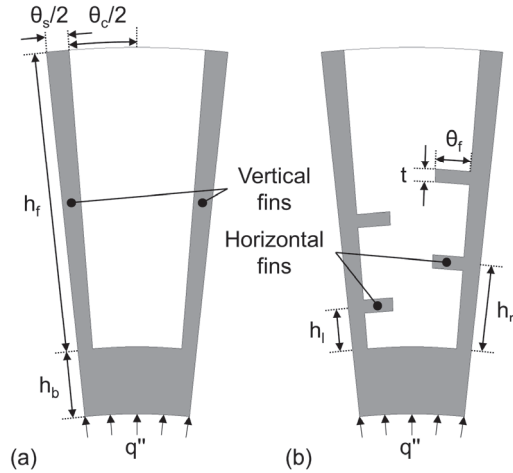 θs/2
θc/2
hf
hb
Vertical
fins
Horizontal
fins
θf
t
hl
hr
(a)
q"
(b)
q"